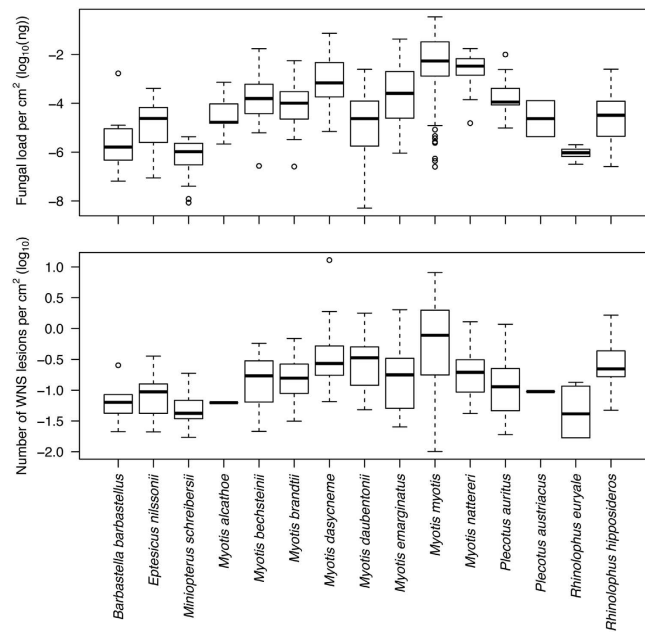 Fungal load per cm² (log₁₀(ng))
−2
−4
−6
−8
Number of WNS lesions per cm² (log₁₀)
1.0
0.5
0.0
−0.5
−1.0
−1.5
−2.0
Barbastella barbastellus
Eptesicus nilssonii
Miniopterus schreibersii
Myotis alcathoe
Myotis bechsteinii
Myotis brandtii
Myotis dasycneme
Myotis daubentonii
Myotis emarginatus
Myotis myotis
Myotis nattereri
Plecotus auritus
Plecotus austriacus
Rhinolophus euryale
Rhinolophus hipposideros